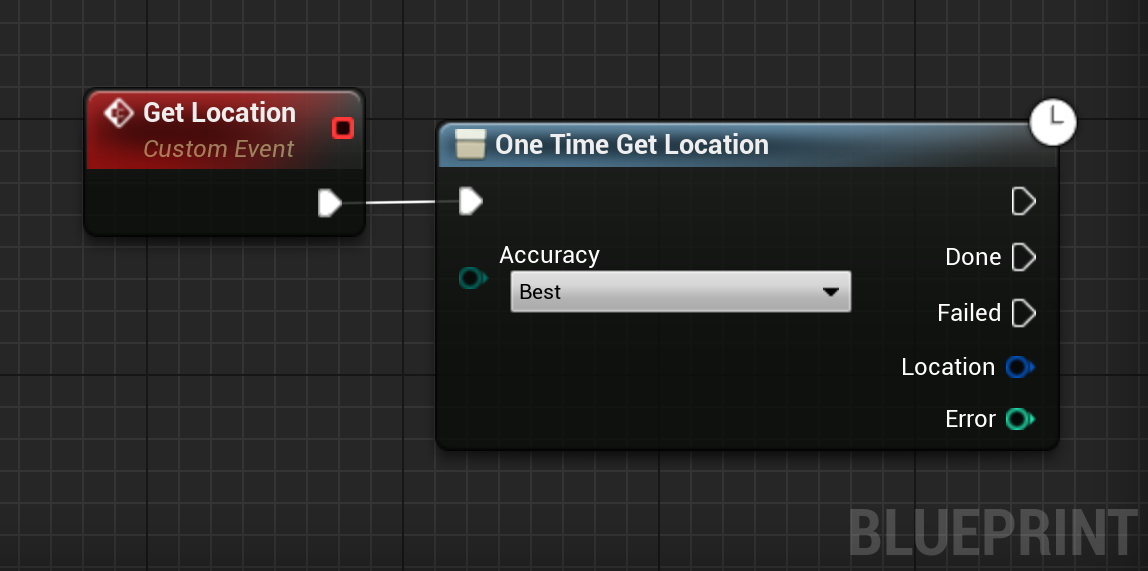 Get Location
Custom Event
One Time Get Location
Accuracy
Best
Done
Failed
Location
Error
BLUEPRINT